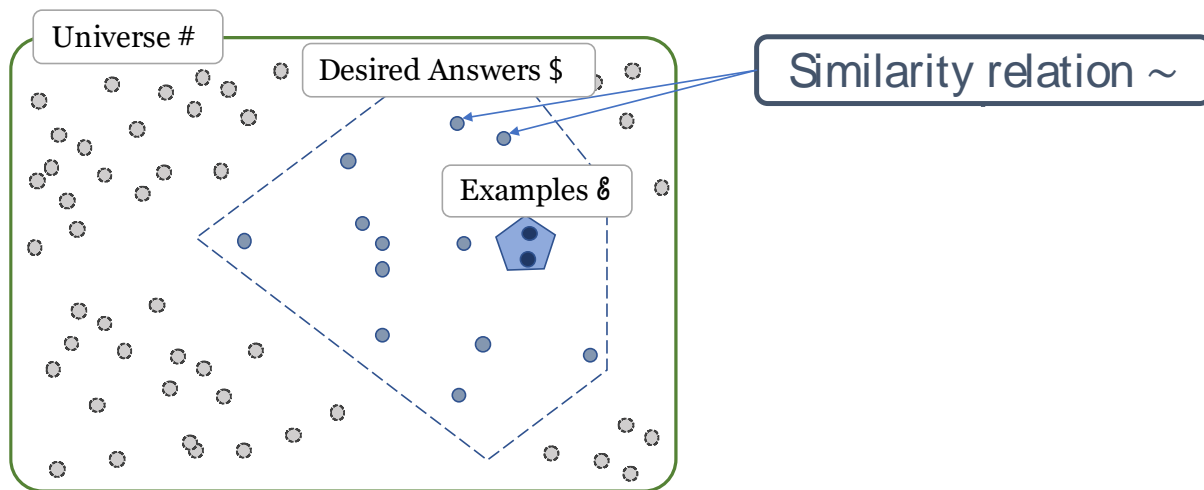 Universe #
Desired Answers $
Similarity relation ~
Examples ℰ